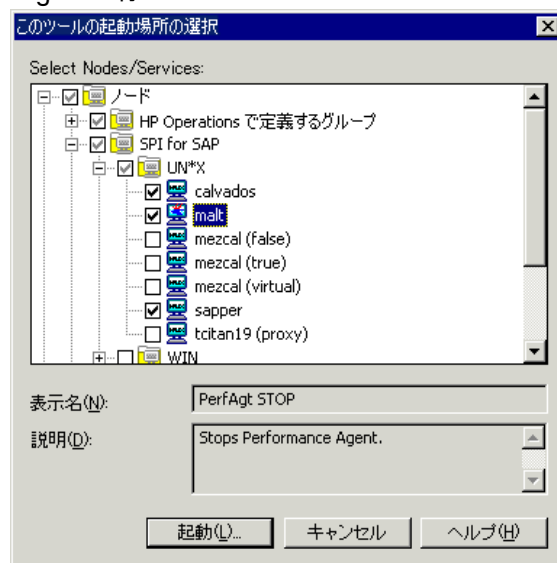 このツールの起動場所の選択
Select Nodes/Services:
ノード
HP Operations で定義するグループ
SPI for SAP
UN*X
calvados
malt
mezcal (false)
mezcal (true)
mezcal (virtual)
sapper
tcitan19 (proxy)
WIN
表示名(N): PerfAgt STOP
説明(D): Stops Performance Agent.
起動(L)... キャンセル ヘルプ(H)